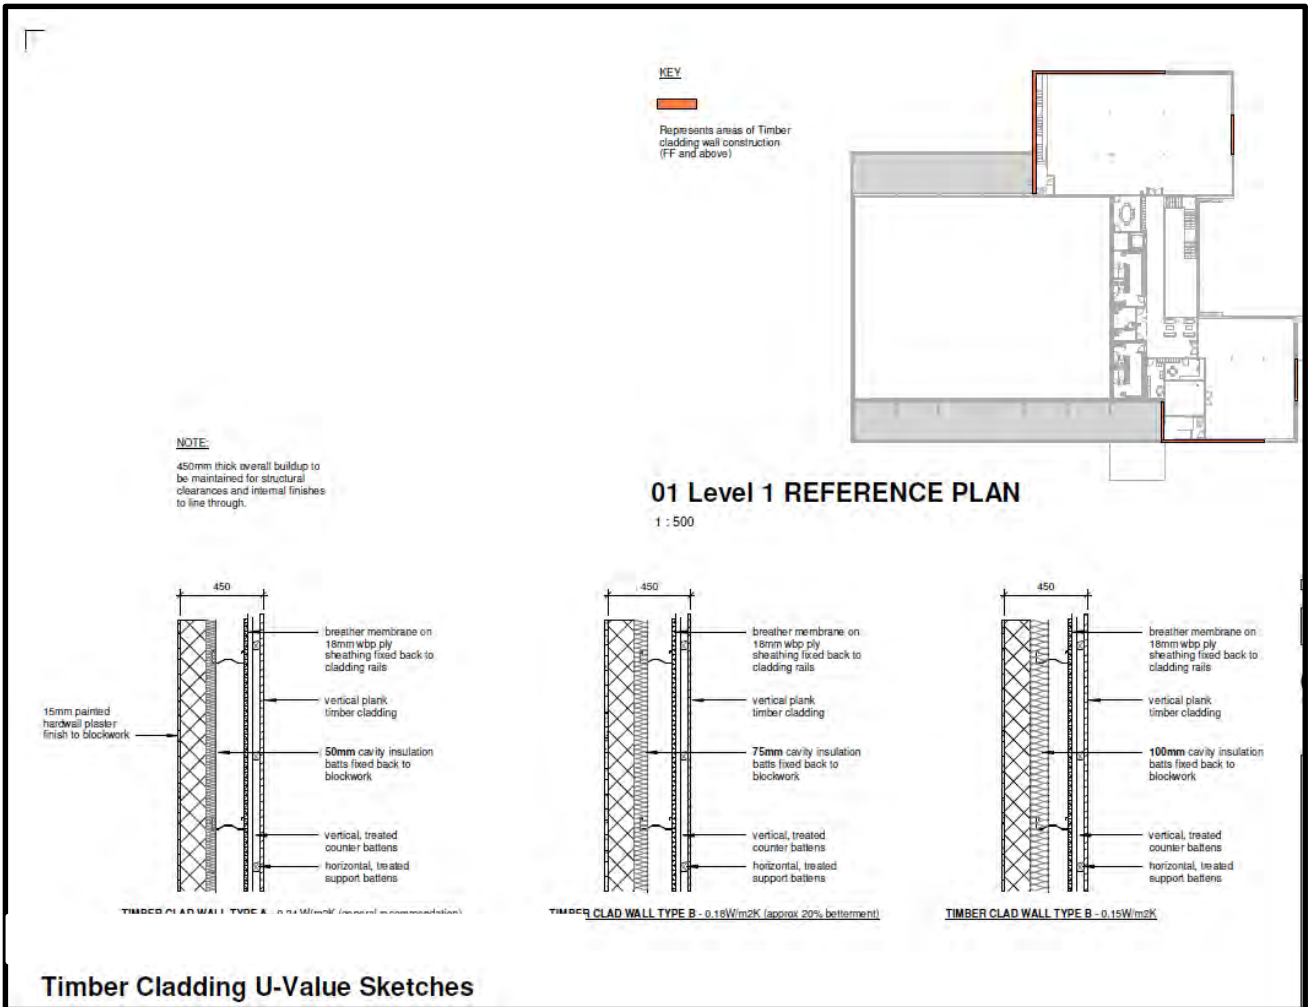 KEY
Represents areas of Timber
cladding wall construction
(FF and above)
NOTE:
450mm thick overall buildup to
be maintained for structural
clearances and internal finishes
to line through.
01 Level 1 REFERENCE PLAN
1 : 500
450
15mm painted
hardwall plaster
finish to blockwork
breather membrane on
18mm wbp ply
sheathing fixed back to
cladding rails
vertical plank
timber cladding
50mm cavity insulation
batts fixed back to
blockwork
vertical, treated
counter battens
horizontal, treated
support battens
TIMBER CLAD WALL TYPE A - W/m2K (general recommendation)
450
breather membrane on
18mm wbp ply
sheathing fixed back to
cladding rails
vertical plank
timber cladding
75mm cavity insulation
batts fixed back to
blockwork
vertical, treated
counter battens
horizontal, treated
support battens
TIMBER CLAD WALL TYPE B - 0.18W/m2K (approx 20% betterment)
450
breather membrane on
18mm wbp ply
sheathing fixed back to
cladding rails
vertical plank
timber cladding
100mm cavity insulation
batts fixed back to
blockwork
vertical, treated
counter battens
horizontal, treated
support battens
TIMBER CLAD WALL TYPE B - 0.15W/m2K
Timber Cladding U-Value Sketches